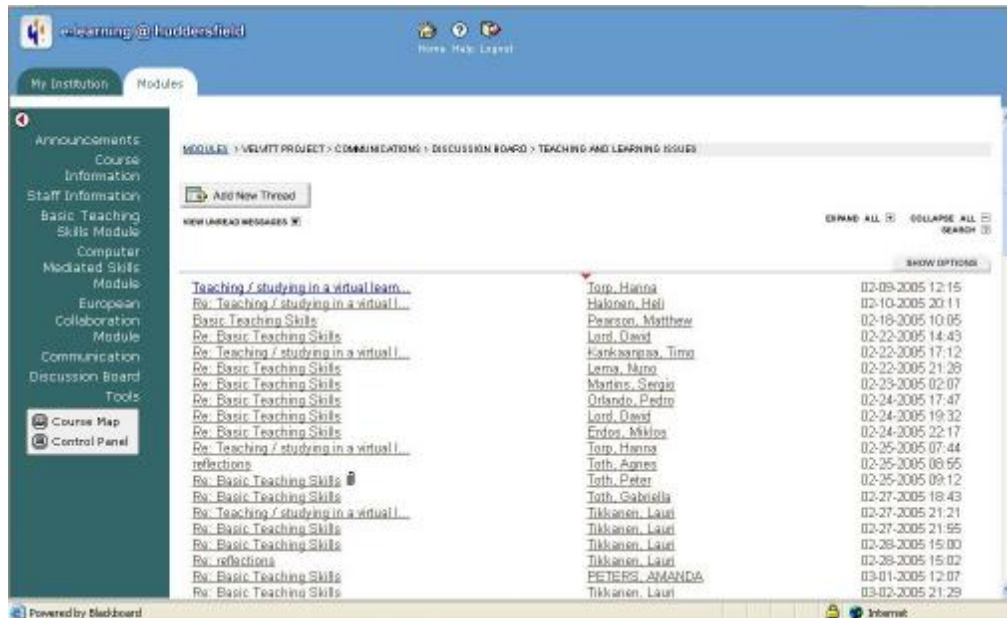 e-learning @ huddersfield
Home Help Logout
My Institution Modules
Announcements
Course
Information
Staff Information
Basic Teaching
Skills Module
Computer
Mediated Skills
Module
European
Collaboration
Module
Communication
Discussion Board
Tools
Course Map
Control Panel
MODULES > VELVITT PROJECT > COMMUNICATIONS > DISCUSSION BOARD > TEACHING AND LEARNING ISSUES
Add New Thread
VIEW UNREAD MESSAGES
EXPAND ALL COLLAPSE ALL
SEARCH
SHOW OPTIONS
Teaching / studying in a virtual learn... Torp, Hanna 02-09-2005 12:15
Re: Teaching / studying in a virtual l... Halonen, Heli 02-10-2005 20:11
Basic Teaching Skills Pearson, Matthew 02-18-2005 10:05
Re: Basic Teaching Skills Lord, David 02-22-2005 14:43
Re: Teaching / studying in a virtual l... Kankaanpaa, Timo 02-22-2005 17:12
Re: Basic Teaching Skills Lema, Nuno 02-22-2005 21:28
Re: Basic Teaching Skills Martins, Sergio 02-23-2005 02:07
Re: Basic Teaching Skills Orlando, Pedro 02-24-2005 17:47
Re: Basic Teaching Skills Lord, David 02-24-2005 19:32
Re: Basic Teaching Skills Erdos, Miklos 02-24-2005 22:17
Re: Teaching / studying in a virtual l... Torp, Hanna 02-25-2005 07:44
reflections Toth, Agnes 02-25-2005 08:55
Re: Basic Teaching Skills Toth, Peter 02-25-2005 09:12
Re: Basic Teaching Skills Toth, Gabriella 02-27-2005 18:43
Re: Teaching / studying in a virtual l... Tikkanen, Lauri 02-27-2005 21:21
Re: Basic Teaching Skills Tikkanen, Lauri 02-27-2005 21:55
Re: Basic Teaching Skills Tikkanen, Lauri 02-28-2005 15:00
Re: reflections Tikkanen, Lauri 02-28-2005 15:02
Re: Basic Teaching Skills PETERS, AMANDA 03-01-2005 12:07
Re: Basic Teaching Skills Tikkanen, Lauri 03-02-2005 21:29
Powered by Blackboard Internet